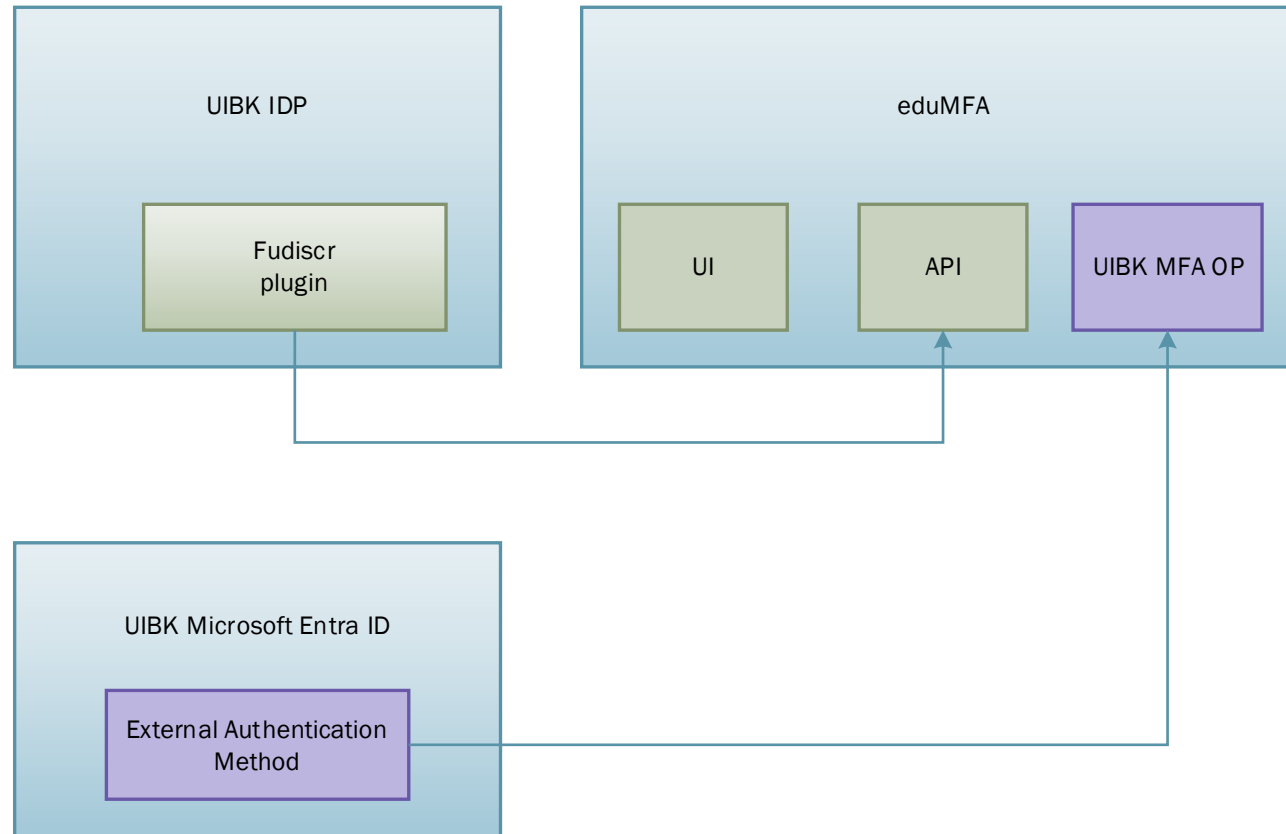 UIBK IDP
Fudiscr
plugin
eduMFA
UI
API
UIBK MFA OP
UIBK Microsoft Entra ID
External Authentication
Method